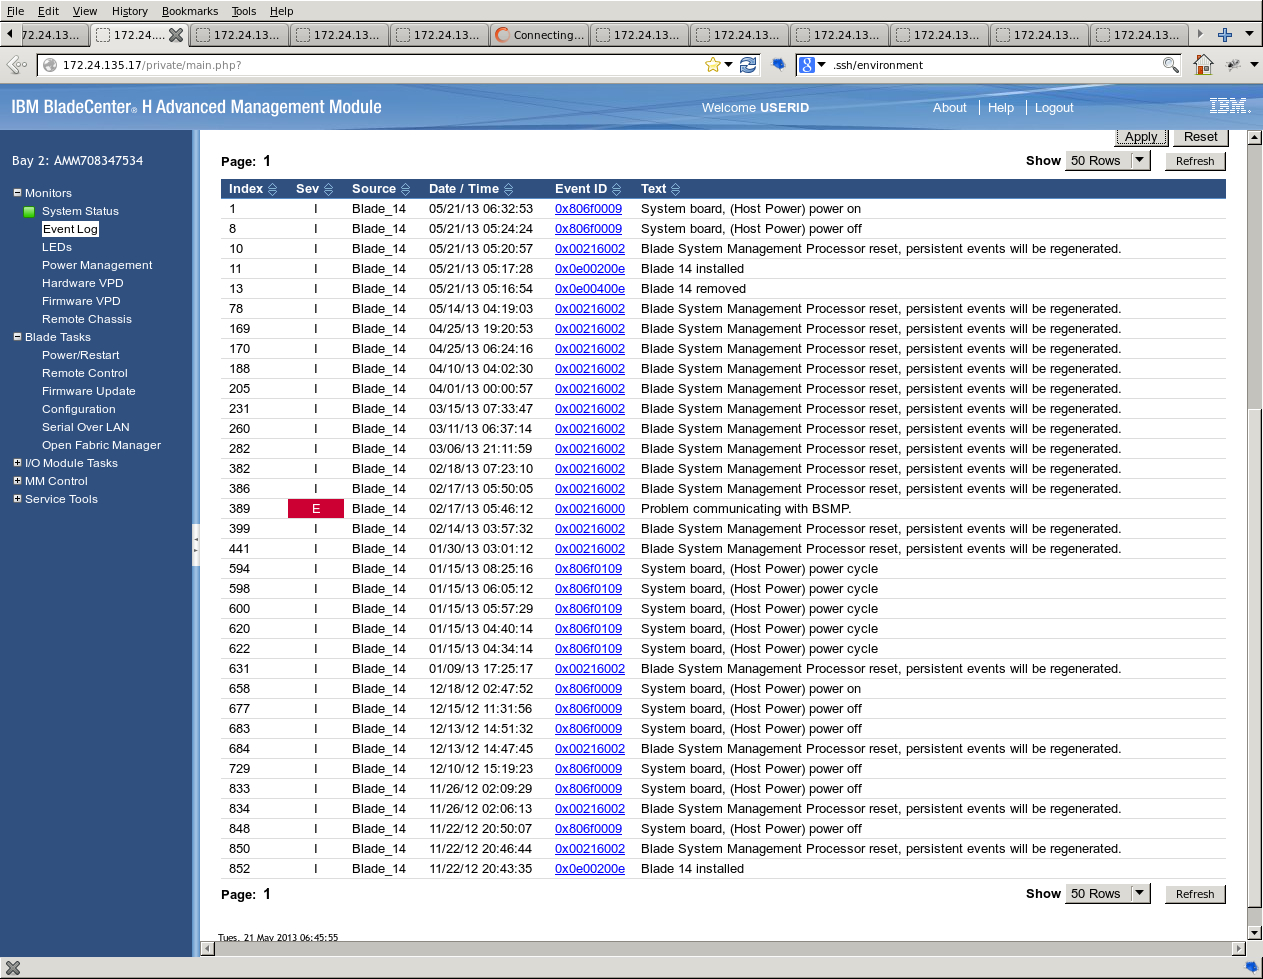 File Edit View History Bookmarks Tools Help
72.24.13... 172.24.... 172.24.13... 172.24.13... 172.24.13... Connecting... 172.24.13... 172.24.13... 172.24.13... 172.24.13... 172.24.13... 172.24.13...
172.24.135.17/private/main.php? 8 .ssh/environment
IBM BladeCenter® H Advanced Management Module Welcome USERID About Help Logout IBM.
Bay 2: AMM708347534
Monitors
System Status
Event Log
LEDs
Power Management
Hardware VPD
Firmware VPD
Remote Chassis
Blade Tasks
Power/Restart
Remote Control
Firmware Update
Configuration
Serial Over LAN
Open Fabric Manager
I/O Module Tasks
MM Control
Service Tools
Apply Reset
Page: 1 Show 50 Rows Refresh
Index Sev Source Date / Time Event ID Text
1 I Blade_14 05/21/13 06:32:53 0x806f0009 System board, (Host Power) power on
8 I Blade_14 05/21/13 05:24:24 0x806f0009 System board, (Host Power) power off
10 I Blade_14 05/21/13 05:20:57 0x00216002 Blade System Management Processor reset, persistent events will be regenerated.
11 I Blade_14 05/21/13 05:17:28 0x0e00200e Blade 14 installed
13 I Blade_14 05/21/13 05:16:54 0x0e00400e Blade 14 removed
78 I Blade_14 05/14/13 04:19:03 0x00216002 Blade System Management Processor reset, persistent events will be regenerated.
169 I Blade_14 04/25/13 19:20:53 0x00216002 Blade System Management Processor reset, persistent events will be regenerated.
170 I Blade_14 04/25/13 06:24:16 0x00216002 Blade System Management Processor reset, persistent events will be regenerated.
188 I Blade_14 04/10/13 04:02:30 0x00216002 Blade System Management Processor reset, persistent events will be regenerated.
205 I Blade_14 04/01/13 00:00:57 0x00216002 Blade System Management Processor reset, persistent events will be regenerated.
231 I Blade_14 03/15/13 07:33:47 0x00216002 Blade System Management Processor reset, persistent events will be regenerated.
260 I Blade_14 03/11/13 06:37:14 0x00216002 Blade System Management Processor reset, persistent events will be regenerated.
282 I Blade_14 03/06/13 21:11:59 0x00216002 Blade System Management Processor reset, persistent events will be regenerated.
382 I Blade_14 02/18/13 07:23:10 0x00216002 Blade System Management Processor reset, persistent events will be regenerated.
386 I Blade_14 02/17/13 05:50:05 0x00216002 Blade System Management Processor reset, persistent events will be regenerated.
389 E Blade_14 02/17/13 05:46:12 0x00216000 Problem communicating with BSMP.
399 I Blade_14 02/14/13 03:57:32 0x00216002 Blade System Management Processor reset, persistent events will be regenerated.
441 I Blade_14 01/30/13 03:01:12 0x00216002 Blade System Management Processor reset, persistent events will be regenerated.
594 I Blade_14 01/15/13 08:25:16 0x806f0109 System board, (Host Power) power cycle
598 I Blade_14 01/15/13 06:05:12 0x806f0109 System board, (Host Power) power cycle
600 I Blade_14 01/15/13 05:57:29 0x806f0109 System board, (Host Power) power cycle
620 I Blade_14 01/15/13 04:40:14 0x806f0109 System board, (Host Power) power cycle
622 I Blade_14 01/15/13 04:34:14 0x806f0109 System board, (Host Power) power cycle
631 I Blade_14 01/09/13 17:25:17 0x00216002 Blade System Management Processor reset, persistent events will be regenerated.
658 I Blade_14 12/18/12 02:47:52 0x806f0009 System board, (Host Power) power on
677 I Blade_14 12/15/12 11:31:56 0x806f0009 System board, (Host Power) power off
683 I Blade_14 12/13/12 14:51:32 0x806f0009 System board, (Host Power) power off
684 I Blade_14 12/13/12 14:47:45 0x00216002 Blade System Management Processor reset, persistent events will be regenerated.
729 I Blade_14 12/10/12 15:19:23 0x806f0009 System board, (Host Power) power off
833 I Blade_14 11/26/12 02:09:29 0x806f0009 System board, (Host Power) power off
834 I Blade_14 11/26/12 02:06:13 0x00216002 Blade System Management Processor reset, persistent events will be regenerated.
848 I Blade_14 11/22/12 20:50:07 0x806f0009 System board, (Host Power) power off
850 I Blade_14 11/22/12 20:46:44 0x00216002 Blade System Management Processor reset, persistent events will be regenerated.
852 I Blade_14 11/22/12 20:43:35 0x0e00200e Blade 14 installed
Page: 1 Show 50 Rows Refresh
Tues, 21 May 2013 06:45:55